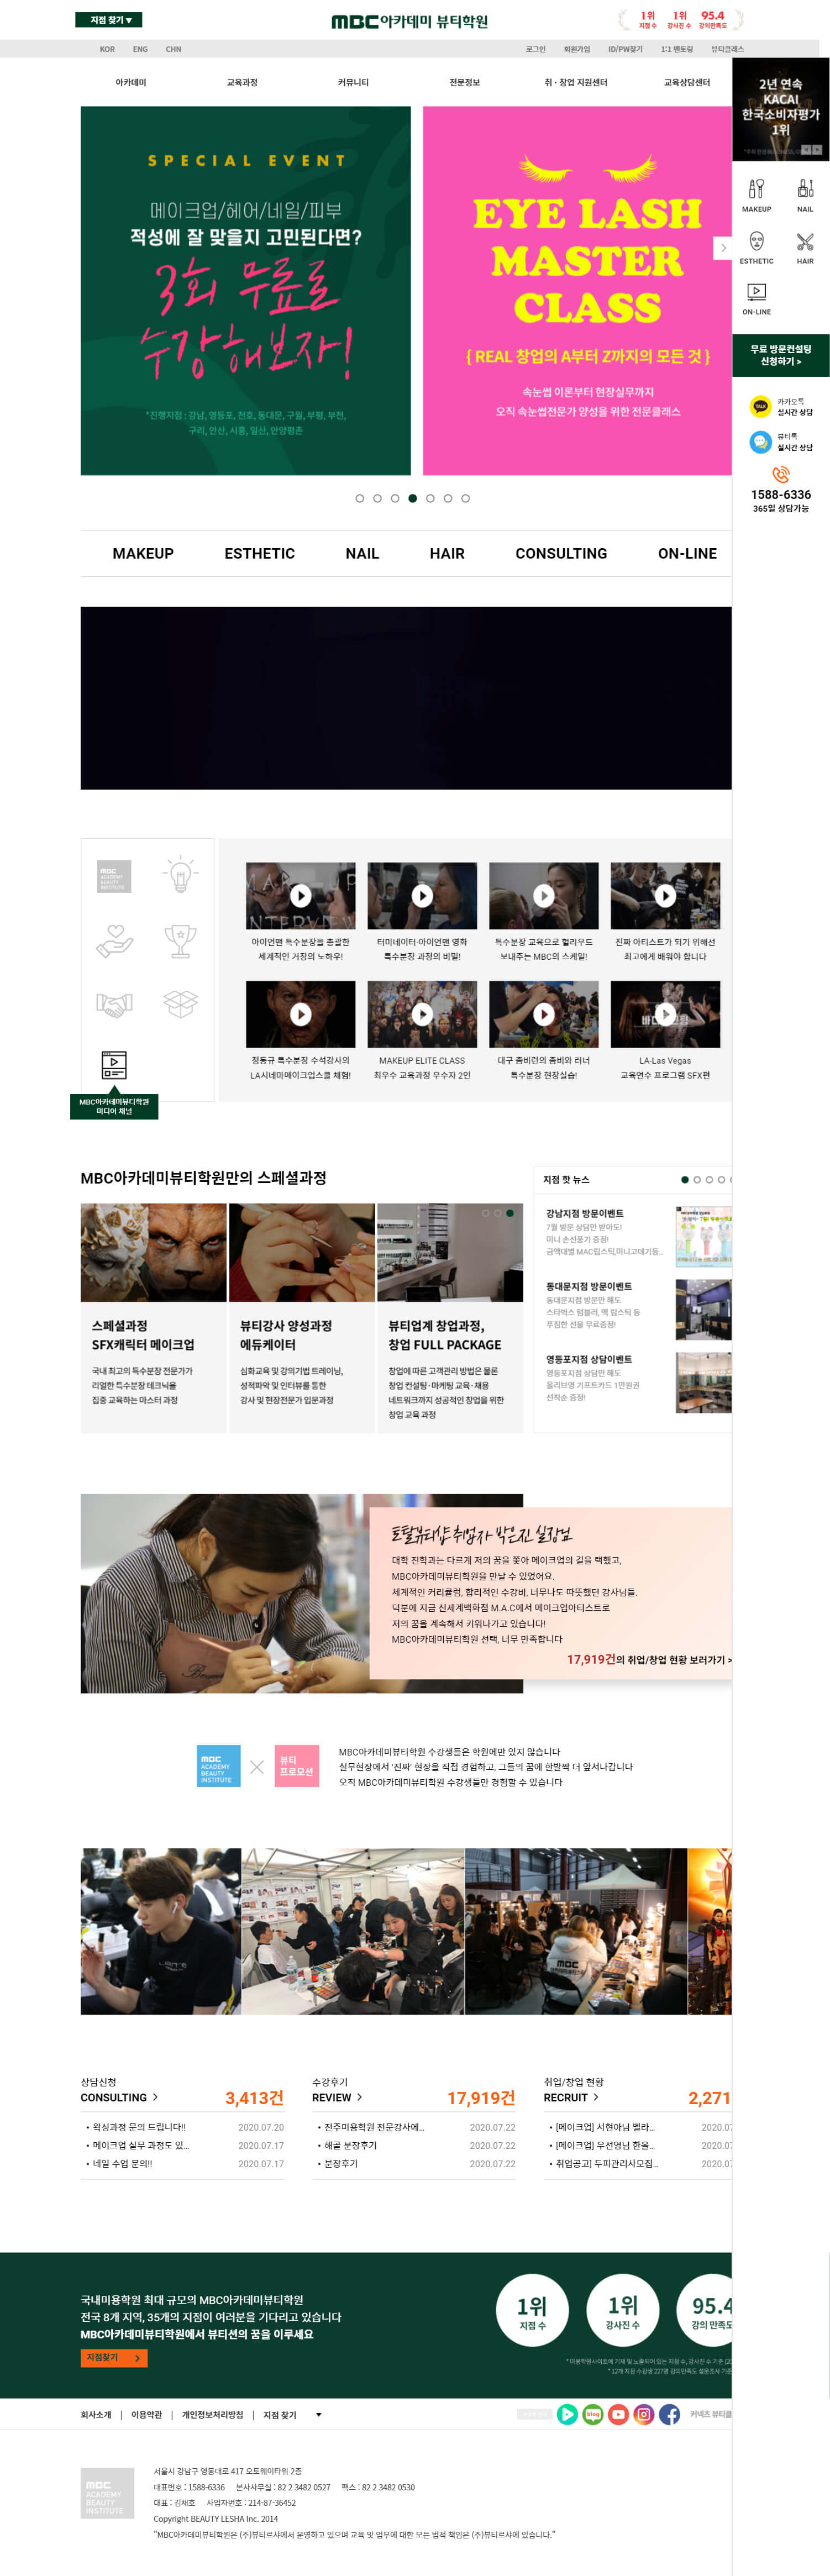 지점 찾기 ▼
MBC아카데미 뷰티학원
1위 1위 95.4
지점 수 강사진 수 강의만족도
KOR ENG CHN
로그인 회원가입 ID/PW찾기 1:1 멘토링 뷰티클래스
아카데미 교육과정 커뮤니티 전문정보 취·창업 지원센터 교육상담센터
2년 연속
KACAI
한국소비자평가
1위
MAKEUP NAIL
ESTHETIC HAIR
ON-LINE
무료 방문컨설팅
신청하기 >
카카오톡
실시간 상담
뷰티톡
실시간 상담
1588-6336
365일 상담가능
SPECIAL EVENT
메이크업/헤어/네일/피부
적성에 잘 맞을지 고민된다면?
3회 무료로
수강해보자!
*진행지점 : 강남, 영등포, 천호, 동대문, 구월, 부평, 부천,
구리, 안산, 시흥, 일산, 안양평촌
EYE LASH
MASTER
CLASS
{ REAL 창업의 A부터 Z까지의 모든 것 }
속눈썹 이론부터 현장실무까지
오직 속눈썹전문가 양성을 위한 전문클래스
MAKEUP ESTHETIC NAIL HAIR CONSULTING ON-LINE
MBC
ACADEMY
BEAUTY
INSTITUTE
MBC아카데미뷰티학원
미디어 채널
아이언맨 특수분장을 총괄한
세계적인 거장의 노하우!
터미네이터·아이언맨 영화
특수분장 과정의 비밀!
특수분장 교육으로 헐리우드
보내주는 MBC의 스케일!
진짜 아티스트가 되기 위해선
최고에게 배워야 합니다
정동규 특수분장 수석강사의
LA시네마메이크업스쿨 체험!
MAKEUP ELITE CLASS
최우수 교육과정 우수자 2인
대구 좀비런의 좀비와 러너
특수분장 현장실습!
LA-Las Vegas
교육연수 프로그램 SFX편
MBC아카데미뷰티학원만의 스페셜과정
스페셜과정
SFX캐릭터 메이크업
국내 최고의 특수분장 전문가가
리얼한 특수분장 테크닉을
집중 교육하는 마스터 과정
뷰티강사 양성과정
에듀케이터
심화교육 및 강의기법 트레이닝,
성적파악 및 인터뷰를 통한
강사 및 현장전문가 입문과정
뷰티업계 창업과정,
창업 FULL PACKAGE
창업에 따른 고객관리 방법은 물론
창업 컨설팅·마케팅 교육·채용
네트워크까지 성공적인 창업을 위한
창업 교육 과정
지점 핫 뉴스
강남지점 방문이벤트
7월 방문 상담만 받아도!
미니 손선풍기 증정!
금액대별 MAC립스틱,미니고데기등...
동대문지점 방문이벤트
동대문지점 방문만 해도
스타벅스 텀블러, 맥 립스틱 등
푸짐한 선물 무료증정!
영등포지점 상담이벤트
영등포지점 상담만 해도
올리브영 기프트카드 1만원권
선착순 증정!
토탈뷰티샵 취업자 박은진 실장님
대학 진학과는 다르게 저의 꿈을 쫓아 메이크업의 길을 택했고,
MBC아카데미뷰티학원을 만날 수 있었어요.
체계적인 커리큘럼, 합리적인 수강비, 너무나도 따뜻했던 강사님들.
덕분에 지금 신세계백화점 M.A.C에서 메이크업아티스트로
저의 꿈을 계속해서 키워나가고 있습니다!
MBC아카데미뷰티학원 선택, 너무 만족합니다
17,919건의 취업/창업 현황 보러가기 >
MBC
ACADEMY
BEAUTY
INSTITUTE
뷰티
프로모션
MBC아카데미뷰티학원 수강생들은 학원에만 있지 않습니다
실무현장에서 '진짜' 현장을 직접 경험하고, 그들의 꿈에 한발짝 더 앞서나갑니다
오직 MBC아카데미뷰티학원 수강생들만 경험할 수 있습니다
상담신청
CONSULTING > 3,413건
• 왁싱과정 문의 드립니다!! 2020.07.20
• 메이크업 실무 과정도 있... 2020.07.17
• 네일 수업 문의!! 2020.07.17
수강후기
REVIEW > 17,919건
• 진주미용학원 전문강사에... 2020.07.22
• 해골 분장후기 2020.07.22
• 분장후기 2020.07.22
취업/창업 현황
RECRUIT > 2,271
• [메이크업] 서현아님 벨라... 2020.0
• [메이크업] 우선영님 한올... 2020.0
• 취업공고] 두피관리사모집... 2020.0
국내미용학원 최대 규모의 MBC아카데미뷰티학원
전국 8개 지역, 35개의 지점이 여러분을 기다리고 있습니다
MBC아카데미뷰티학원에서 뷰티션의 꿈을 이루세요
지점찾기 >
1위
지점 수
1위
강사진 수
95.4
강의 만족도
* 미용학원사이트에 기재 및 노출되어 있는 지점 수, 강사진 수 기준
* 12개 지점 수강생 227명 강의만족도 설문조사 기준
회사소개 | 이용약관 | 개인정보처리방침 | 지점 찾기 ▼
blog
커넥츠 뷰티클
MBC
ACADEMY
BEAUTY
INSTITUTE
서울시 강남구 영동대로 417 오토웨이타워 2층
대표번호 : 1588-6336 본사사무실 : 82 2 3482 0527 팩스 : 82 2 3482 0530
대표 : 김채호 사업자번호 : 214-87-36452
Copyright BEAUTY LESHA Inc. 2014
"MBC아카데미뷰티학원은 (주)뷰티르샤에서 운영하고 있으며 교육 및 업무에 대한 모든 법적 책임은 (주)뷰티르샤에 있습니다."